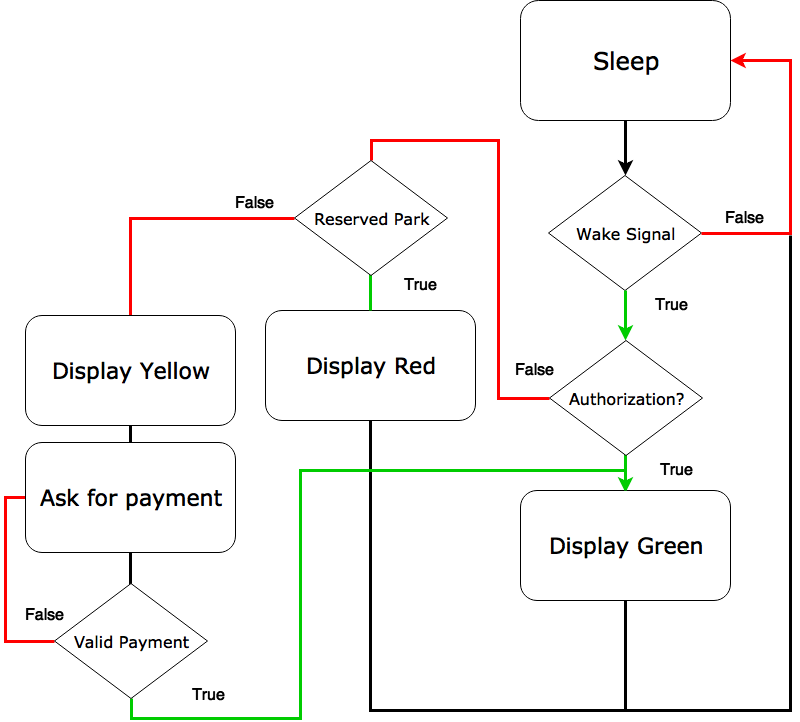 Sleep
False
Reserved Park
Wake Signal
False
True
True
Display Yellow
Display Red
False
Authorization?
True
Ask for payment
Display Green
False
Valid Payment
True